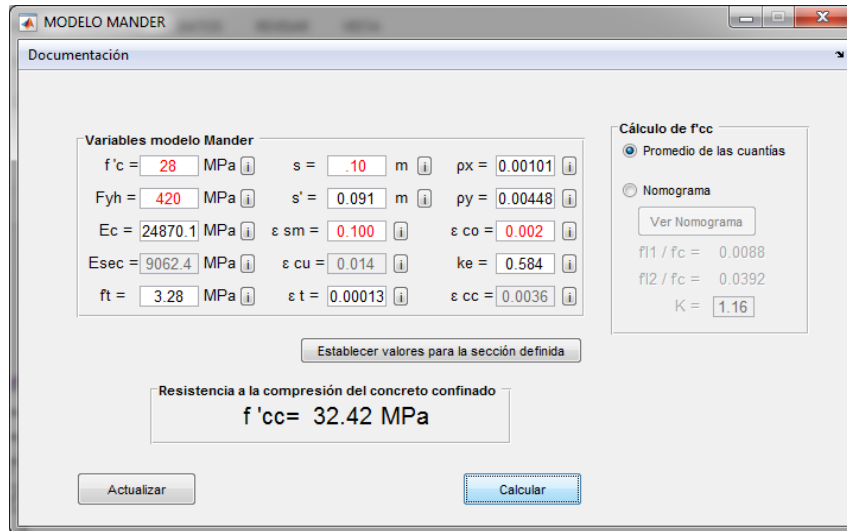 MODELO MANDER
Documentación
Variables modelo Mander
f 'c = 28 MPa i s = .10 m i ρx = 0.00101 i
Fyh = 420 MPa i s' = 0.091 m i ρy = 0.00448 i
Ec = 24870.1 MPa i ε sm = 0.100 i ε co = 0.002 i
Esec = 9062.4 MPa i ε cu = 0.014 i ke = 0.584 i
ft = 3.28 MPa i ε t = 0.00013 i ε cc = 0.0036 i
Cálculo de f'cc
Promedio de las cuantías
Nomograma
Ver Nomograma
fl1 / f'c = 0.0088
fl2 / f'c = 0.0392
K = 1.16
Establecer valores para la sección definida
Resistencia a la compresión del concreto confinado
f 'cc= 32.42 MPa
Actualizar
Calcular